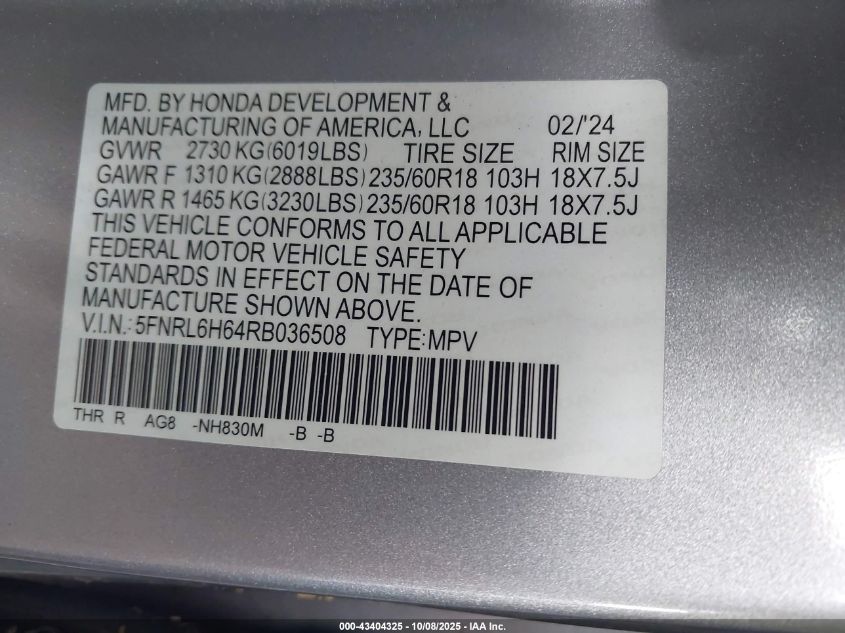 MFD. BY HONDA DEVELOPMENT &
MANUFACTURING OF AMERICA, LLC 02/'24
GVWR 2730 KG(6019LBS) TIRE SIZE RIM SIZE
GAWR F 1310 KG(2888LBS)235/60R18 103H 18X7.5J
GAWR R 1465 KG(3230LBS)235/60R18 103H 18X7.5J
THIS VEHICLE CONFORMS TO ALL APPLICABLE
FEDERAL MOTOR VEHICLE SAFETY
STANDARDS IN EFFECT ON THE DATE OF
MANUFACTURE SHOWN ABOVE.
V.I.N.: 5FNRL6H64RB036508 TYPE:MPV
THR R AG8 -NH830M -B -B
000-43404325 - 10/08/2025 - IAA Inc.